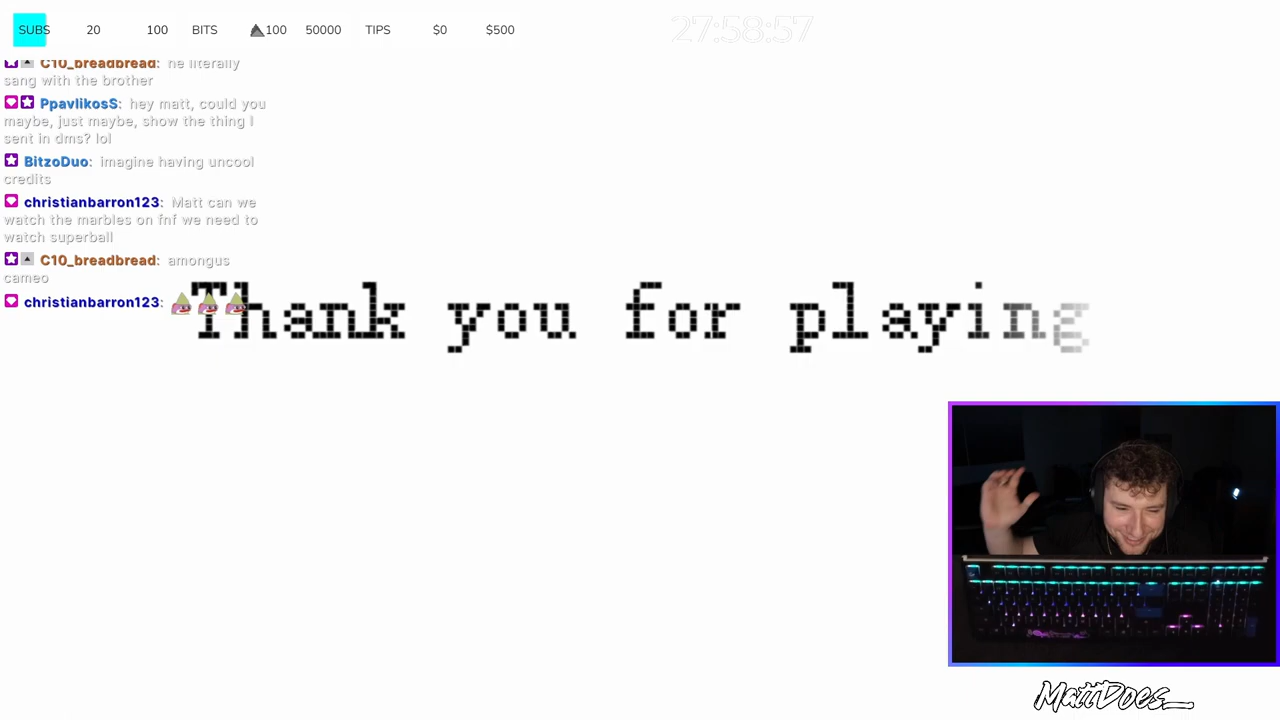 SUBS 20 100 BITS 100 50000 TIPS $0 $500
27:58:57
C10_breadbread: he literally
sang with the brother
PpavlikosS: hey matt, could you
maybe, just maybe, show the thing I
sent in dms? lol
BitzoDuo: imagine having uncool
credits
christianbarron123: Matt can we
watch the marbles on fnf we need to
watch superball
C10_breadbread: amongus
cameo
christianbarron123:
Thank you for playing
MattDoes_